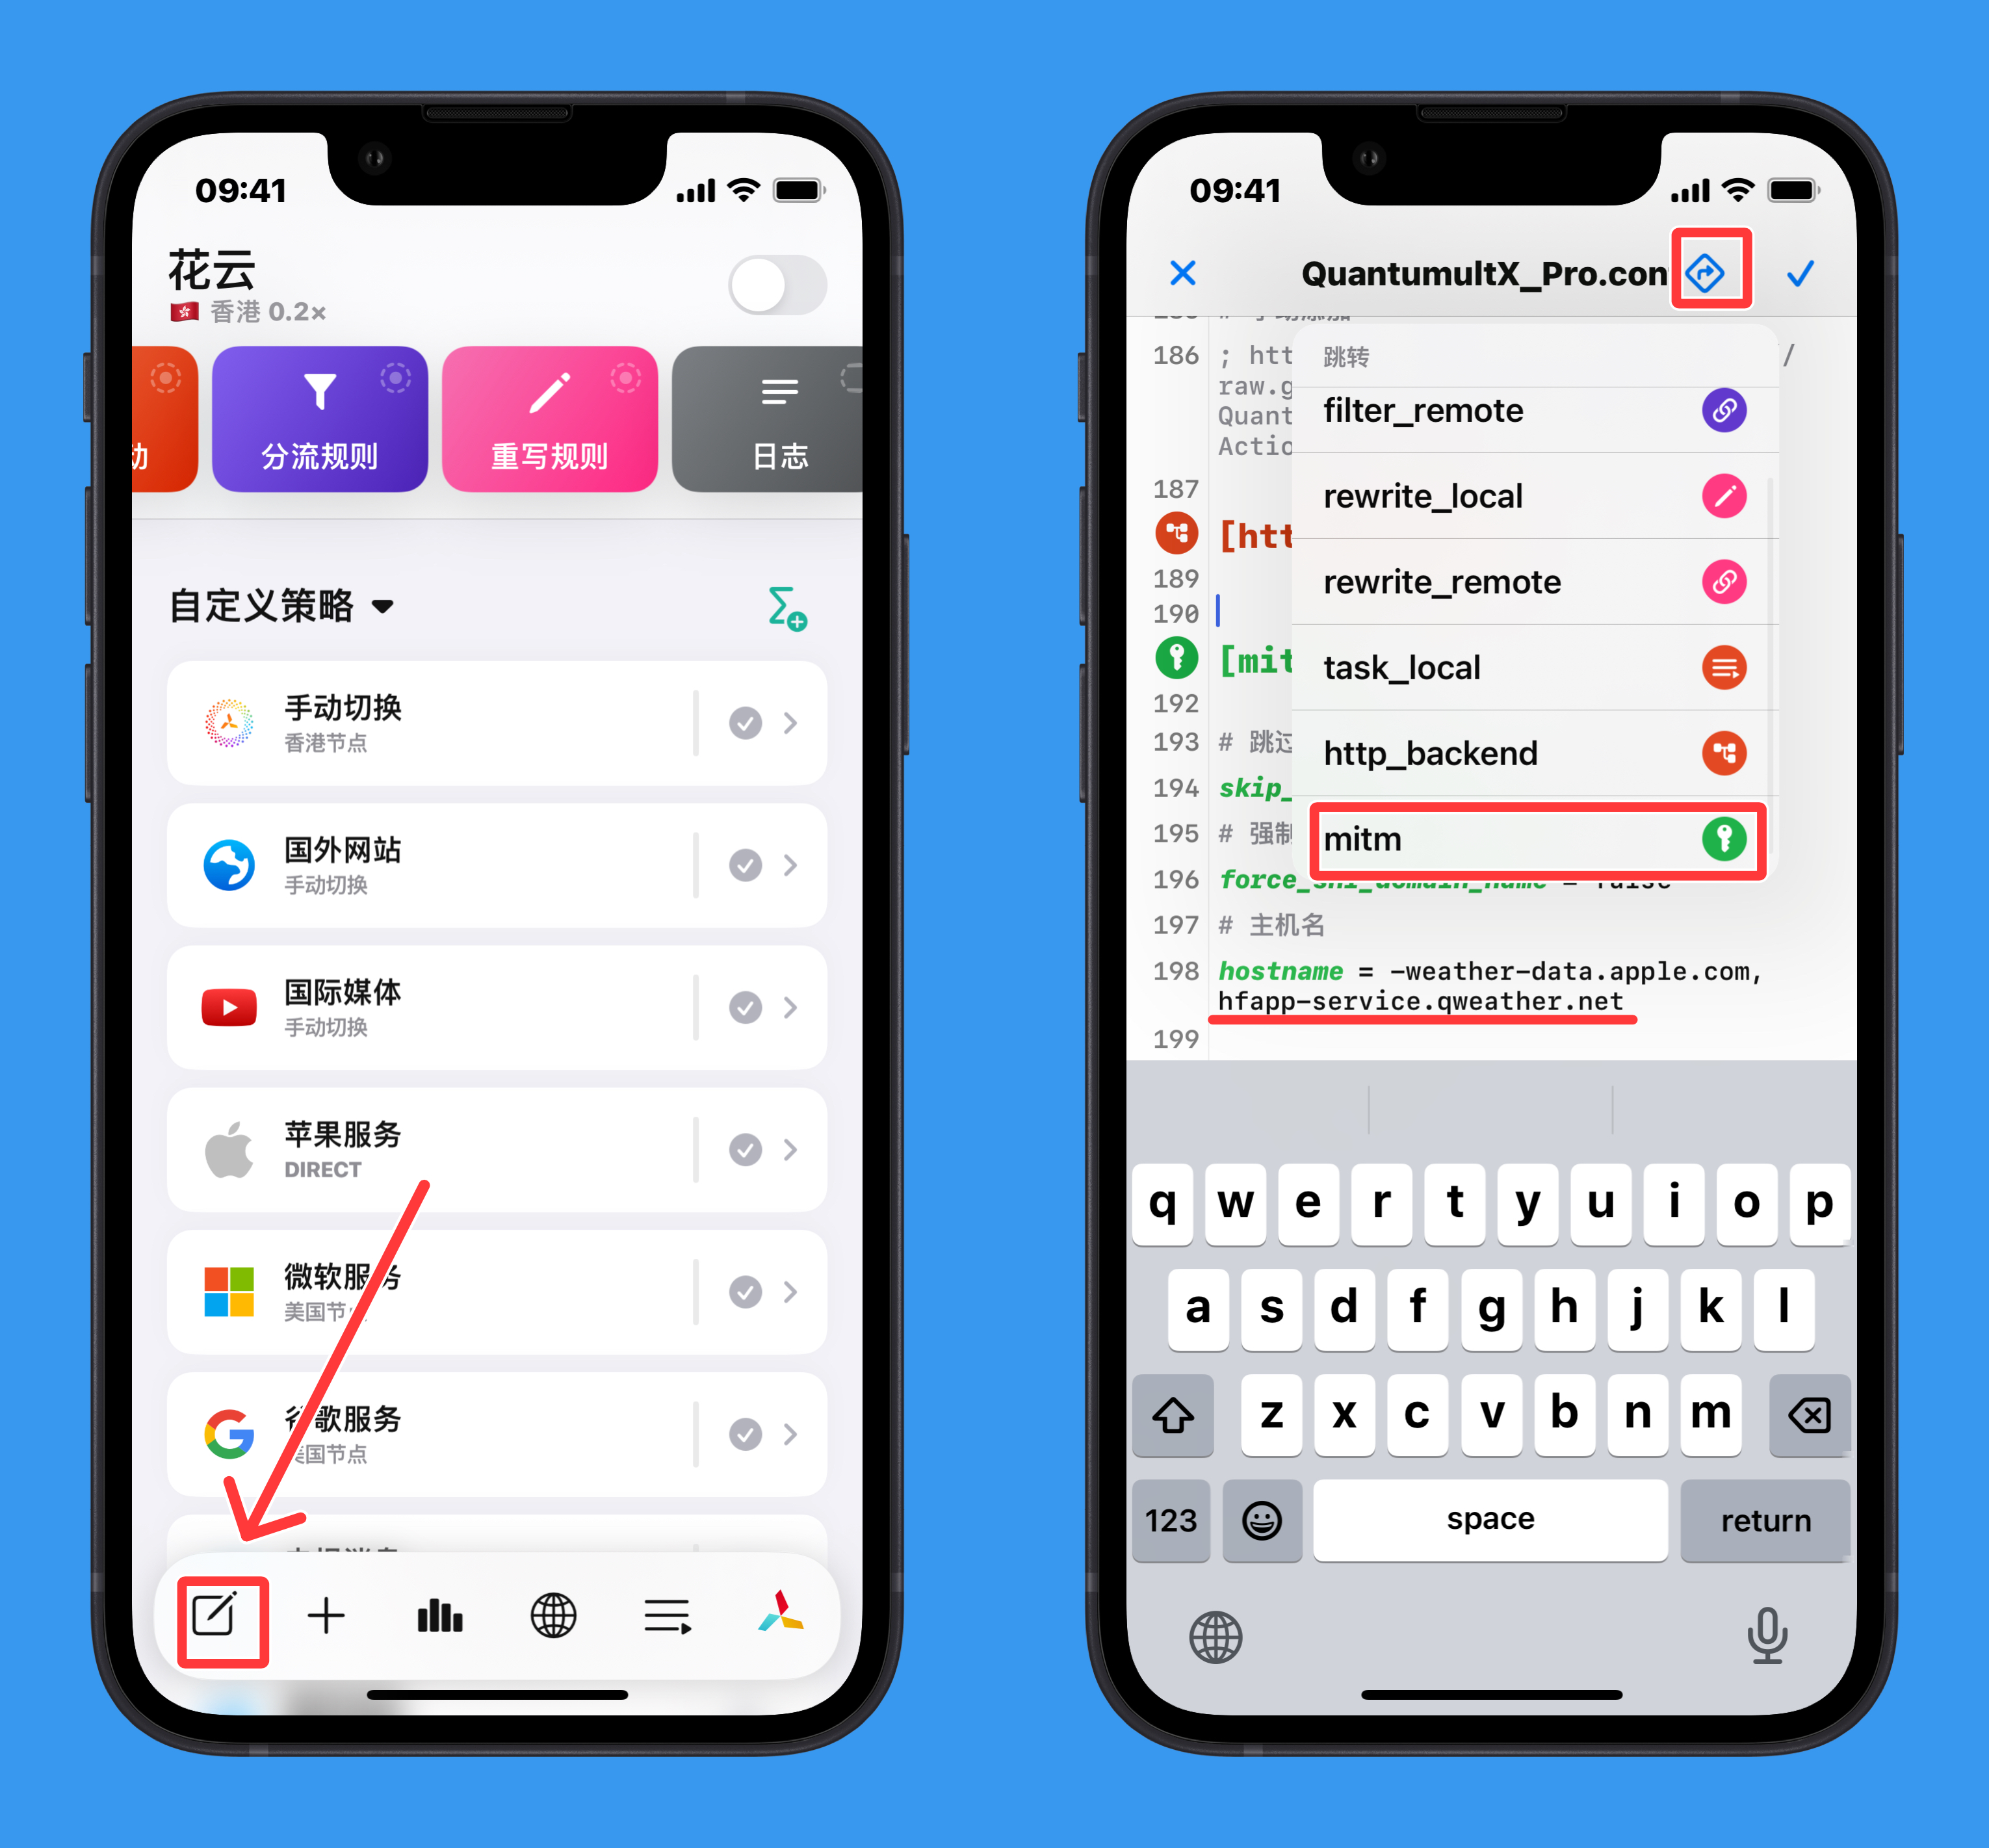 09:41
花云
🇭🇰 香港 0.2×
动
分流规则
重写规则
日志
自定义策略
手动切换
香港节点
国外网站
手动切换
国际媒体
手动切换
苹果服务
DIRECT
微软服务
美国节点
谷歌服务
美国节点
09:41
QuantumultX_Pro.con
186 ; htt
/
raw.g
Quant
Actio
187
[htt
189
190
[mit
192
193 # 跳过
194 skip_
195 # 强制
196 force_sni_domain_name = false
197 # 主机名
198 hostname = -weather-data.apple.com,
hfapp-service.qweather.net
199
跳转
filter_remote
rewrite_local
rewrite_remote
task_local
http_backend
mitm
q w e r t y u i o p
a s d f g h j k l
z x c v b n m
123 space return